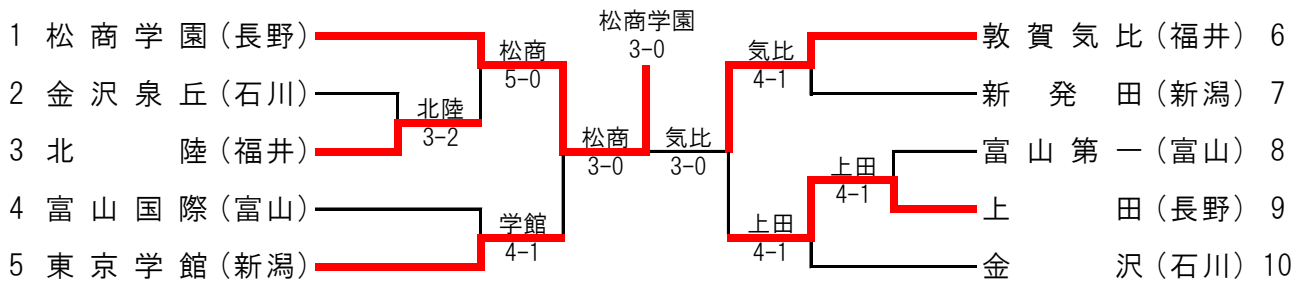 1 松商学園(長野)
2 金沢泉丘(石川)
3 北陸(福井)
4 富山国際(富山)
5 東京学館(新潟)
松商
5-0
北陸
3-2
学館
4-1
松商
3-0
松商学園
3-0
気比
3-0
気比
4-1
上田
4-1
上田
4-1
敦賀気比(福井) 6
新発田(新潟) 7
富山第一(富山) 8
上田(長野) 9
金沢(石川) 10